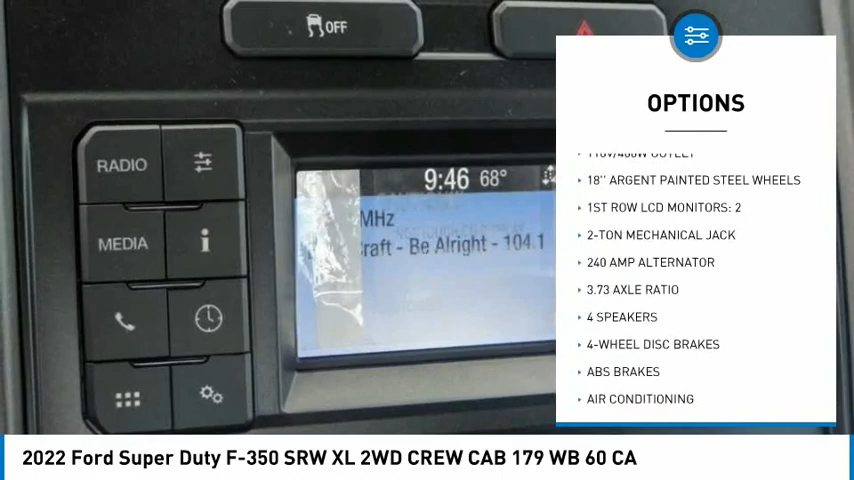 OFF
RADIO
MEDIA
9:46 68°
MHz
raft - Be Alright - 104.1
OPTIONS
18'' ARGENT PAINTED STEEL WHEELS
1ST ROW LCD MONITORS: 2
2-TON MECHANICAL JACK
240 AMP ALTERNATOR
3.73 AXLE RATIO
4 SPEAKERS
4-WHEEL DISC BRAKES
ABS BRAKES
AIR CONDITIONING
2022 Ford Super Duty F-350 SRW XL 2WD CREW CAB 179 WB 60 CA